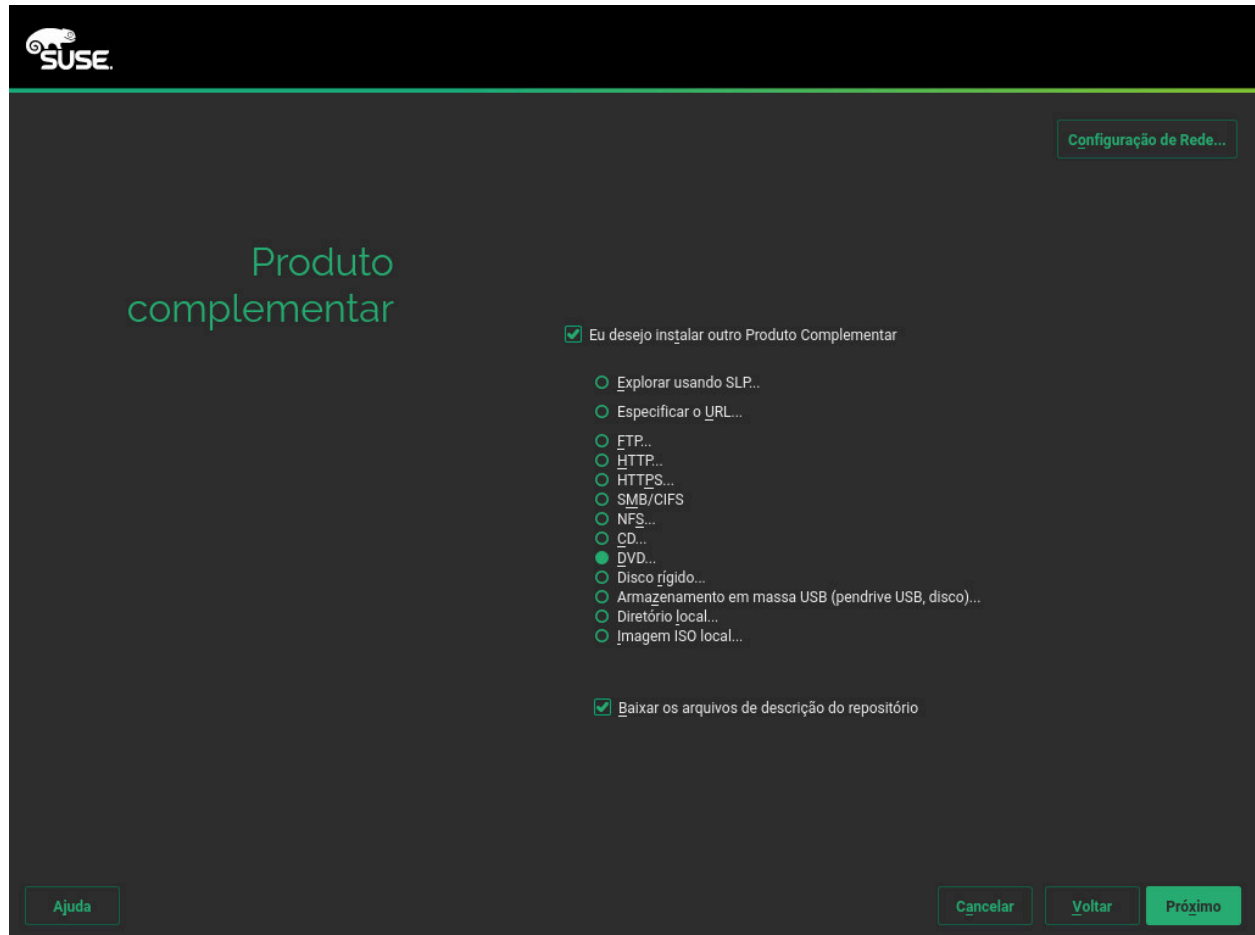 SUSE.
Configuração de Rede...
Produto
complementar
Eu desejo instalar outro Produto Complementar
Explorar usando SLP...
Especificar o URL...
FTP...
HTTP...
HTTPS...
SMB/CIFS
NFS...
CD...
DVD...
Disco rígido...
Armazenamento em massa USB (pendrive USB, disco)...
Diretório local...
Imagem ISO local...
Baixar os arquivos de descrição do repositório
Ajuda
Cancelar
Voltar
Próximo